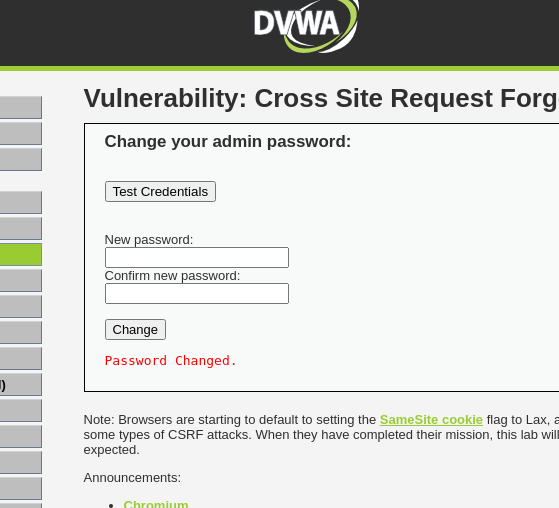 DVWA
Vulnerability: Cross Site Request Forg
Change your admin password:
Test Credentials
New password:
Confirm new password:
Change
Password Changed.
Note: Browsers are starting to default to setting the SameSite cookie flag to Lax, a
some types of CSRF attacks. When they have completed their mission, this lab will
expected.
Announcements:
• Chromium